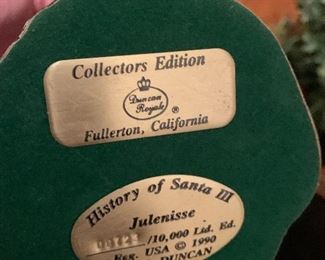 Collectors Edition
Duncan
Royale
®
Fullerton, California
History of Santa III
Julenisse
/10,000 Ltd. Ed.
USA © 1990
DUNCAN